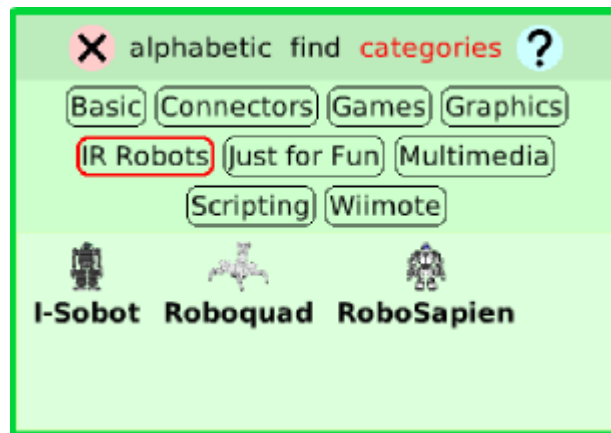 X alphabetic find categories ?
Basic Connectors Games Graphics
IR Robots Just for Fun Multimedia
Scripting Wiimote
I-Sobot Roboquad RoboSapien